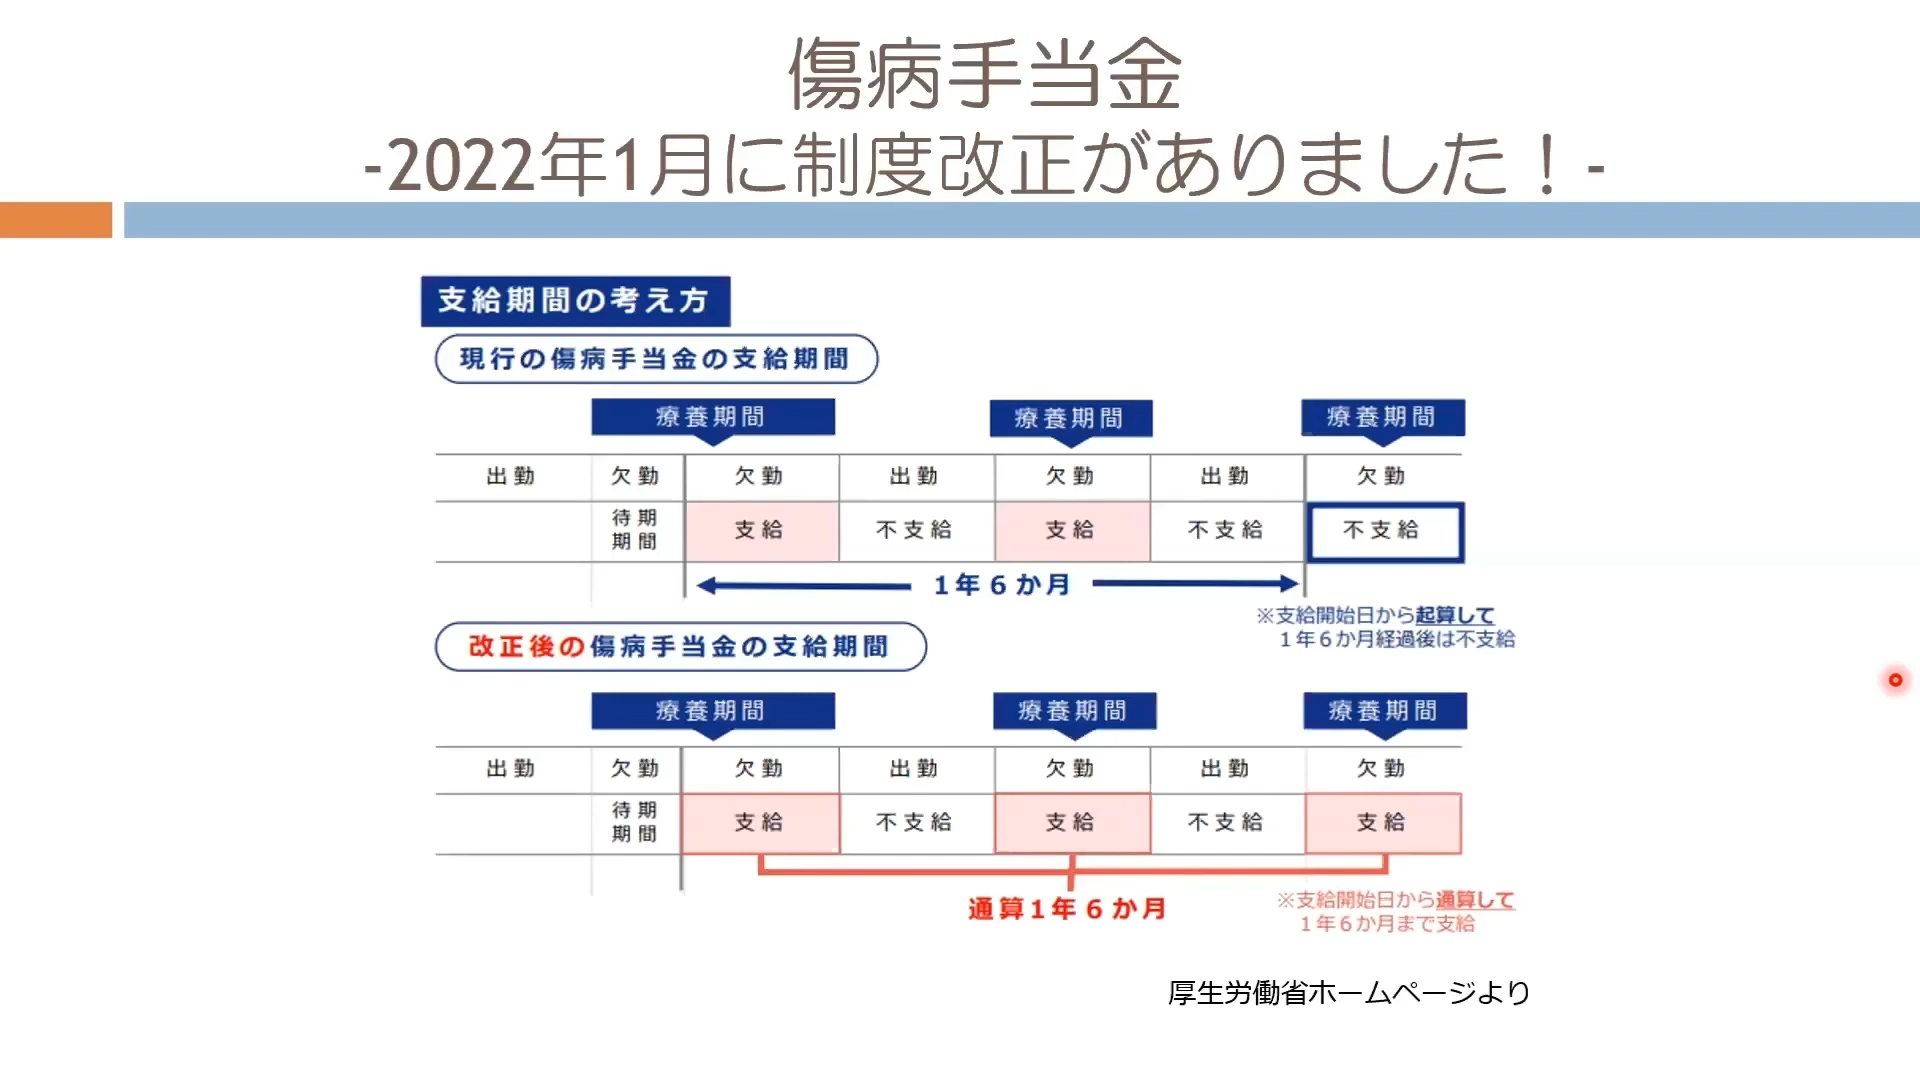 傷病手当金
-2022年1月に制度改正がありました！-
支給期間の考え方
現行の傷病手当金の支給期間
療養期間 療養期間 療養期間
出勤 欠勤 欠勤 出勤 欠勤 出勤 欠勤
待期期間 支給 不支給 支給 不支給 不支給
1年６か月
※支給開始日から起算して
１年６か月経過後は不支給
改正後の傷病手当金の支給期間
療養期間 療養期間 療養期間
出勤 欠勤 欠勤 出勤 欠勤 出勤 欠勤
待期期間 支給 不支給 支給 不支給 支給
通算1年６か月
※支給開始日から通算して
１年６か月まで支給
厚生労働省ホームページより